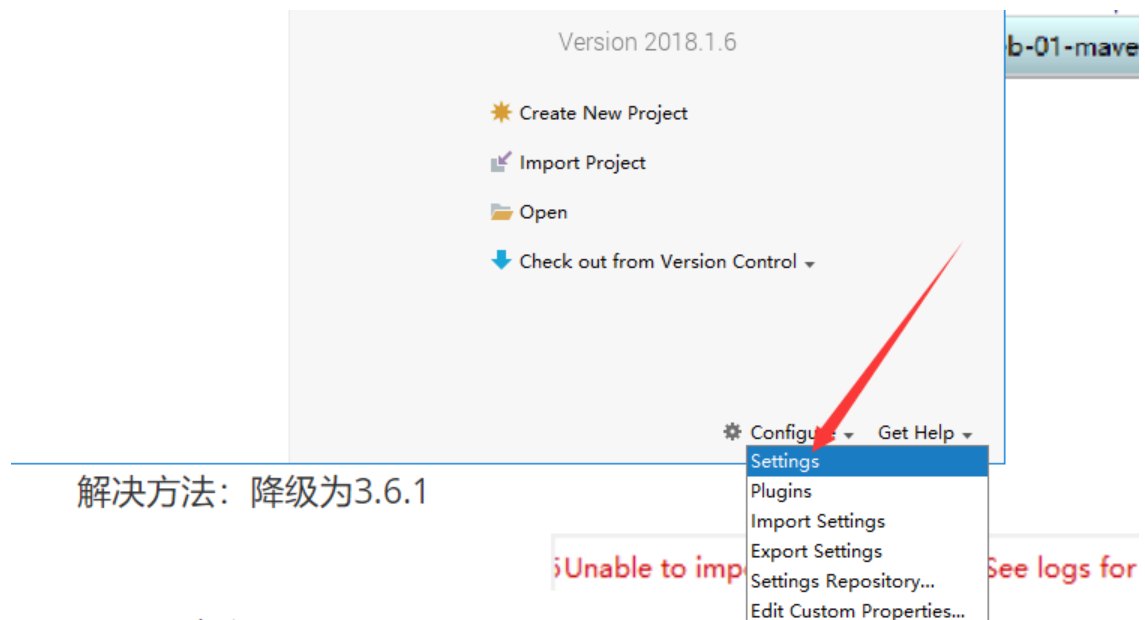 Version 2018.1.6
b-01-mave
Create New Project
Import Project
Open
Check out from Version Control
Configure
Get Help
Settings
解决方法：降级为3.6.1
Plugins
Import Settings
Export Settings
Unable to imp
See logs for
Settings Repository...
Edit Custom Properties...